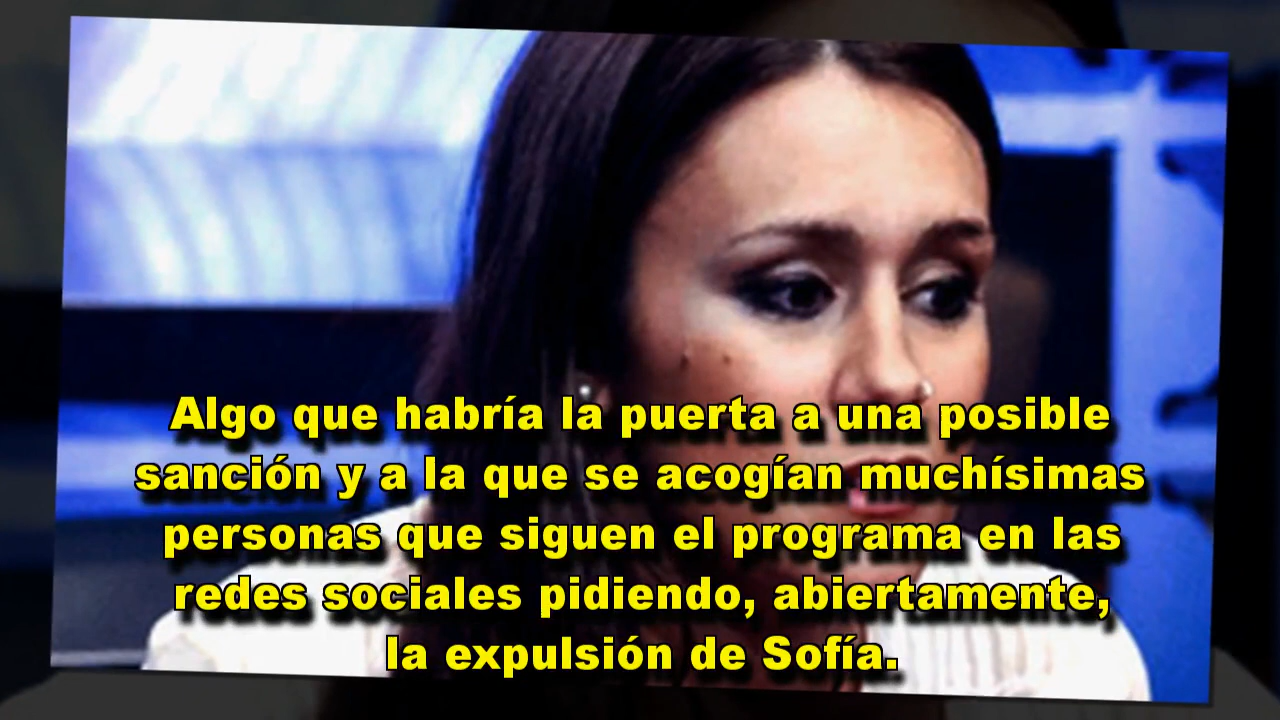 Algo que habría la puerta a una posible
sanción y a la que se acogían muchísimas
personas que siguen el programa en las
redes sociales pidiendo, abiertamente,
la expulsión de Sofía.